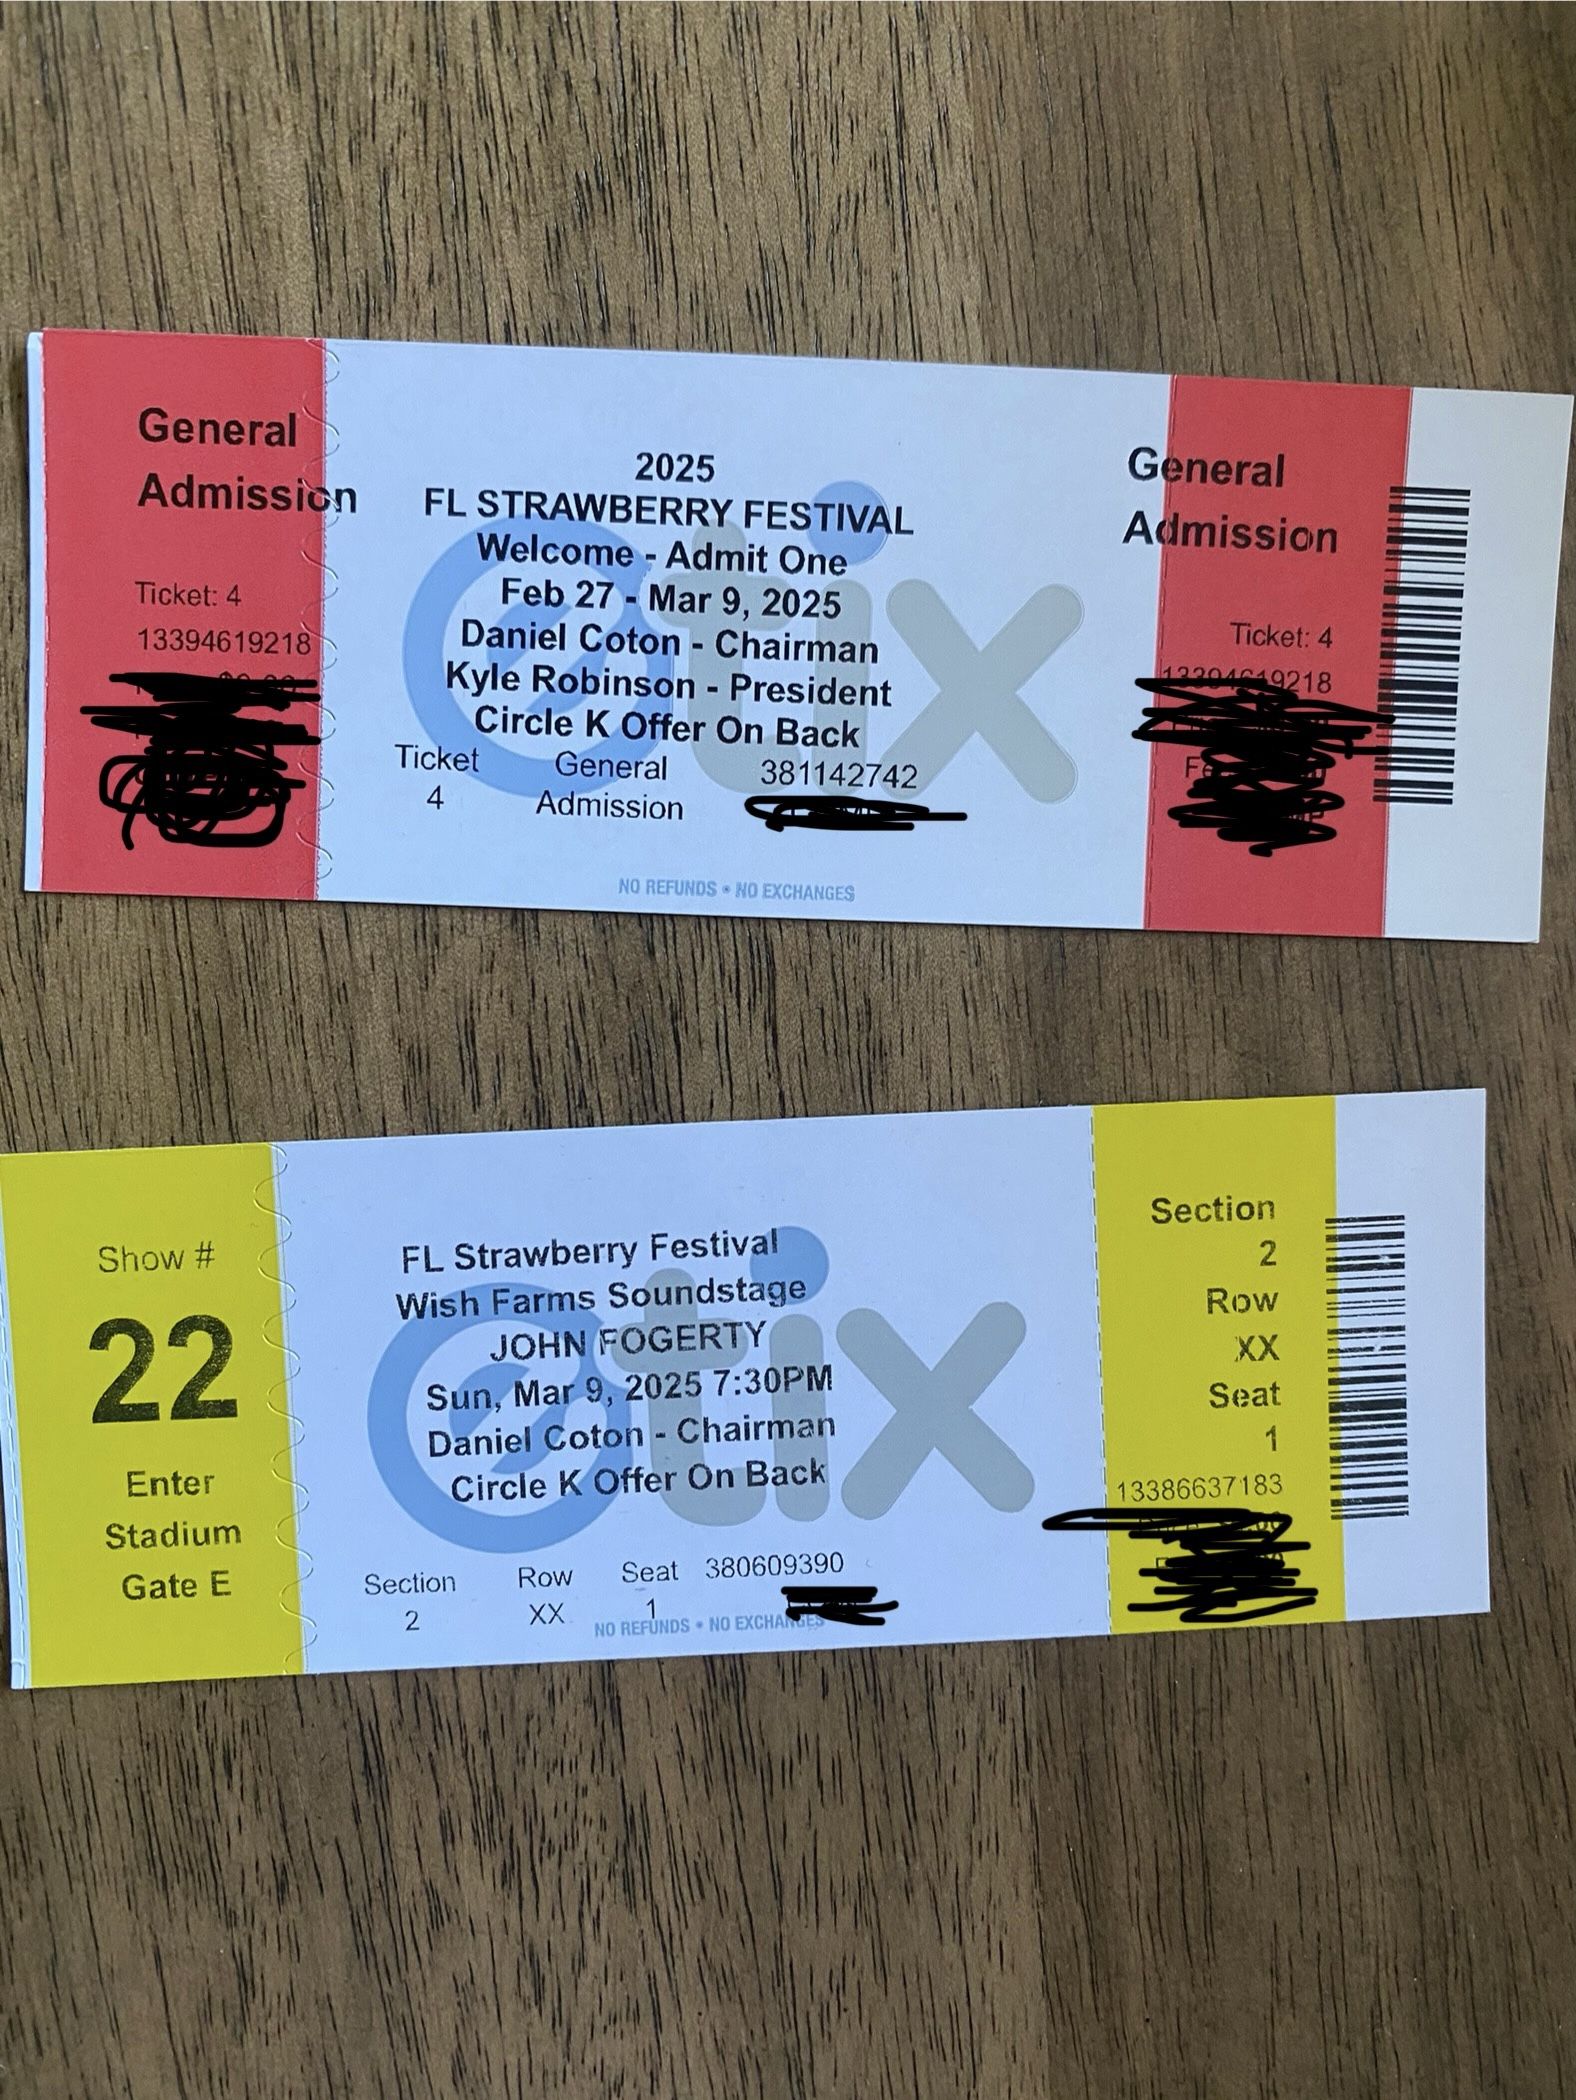 General
Admission
Ticket: 4
13394619218
2025
FL STRAWBERRY FESTIVAL
Welcome - Admit One
Feb 27 - Mar 9, 2025
Daniel Coton - Chairman
Kyle Robinson - President
Circle K Offer On Back
Ticket General 381142742
4 Admission
NO REFUNDS • NO EXCHANGES
etix
General
Admission
Ticket: 4
13394619218
Show #
22
Enter
Stadium
Gate E
FL Strawberry Festival
Wish Farms Soundstage
JOHN FOGERTY
Sun, Mar 9, 2025 7:30PM
Daniel Coton - Chairman
Circle K Offer On Back
Section Row Seat 380609390
2 XX 1
NO REFUNDS • NO EXCHANGES
etix
Section
2
Row
XX
Seat
1
13386637183